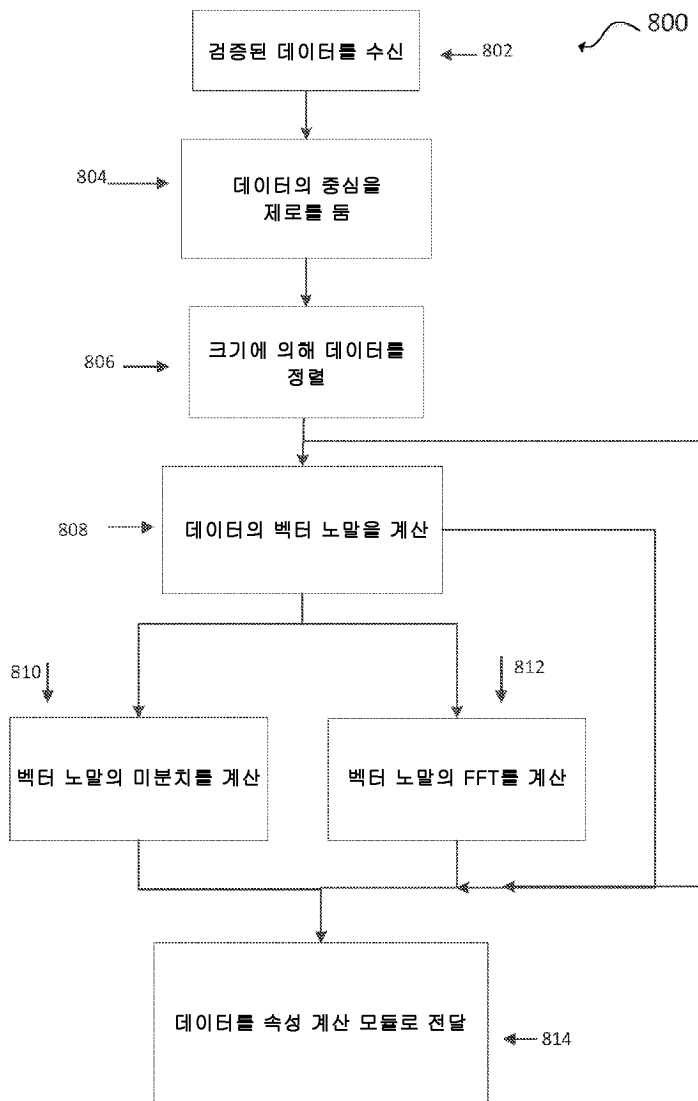 800
검증된 데이터를 수신
802
804
데이터의 중심을
제로를 둠
806
크기에 의해 데이터를
정렬
808
데이터의 벡터 노말을 계산
810
812
벡터 노말의 미분치를 계산
벡터 노말의 FFT를 계산
데이터를 속성 계산 모듈로 전달
814